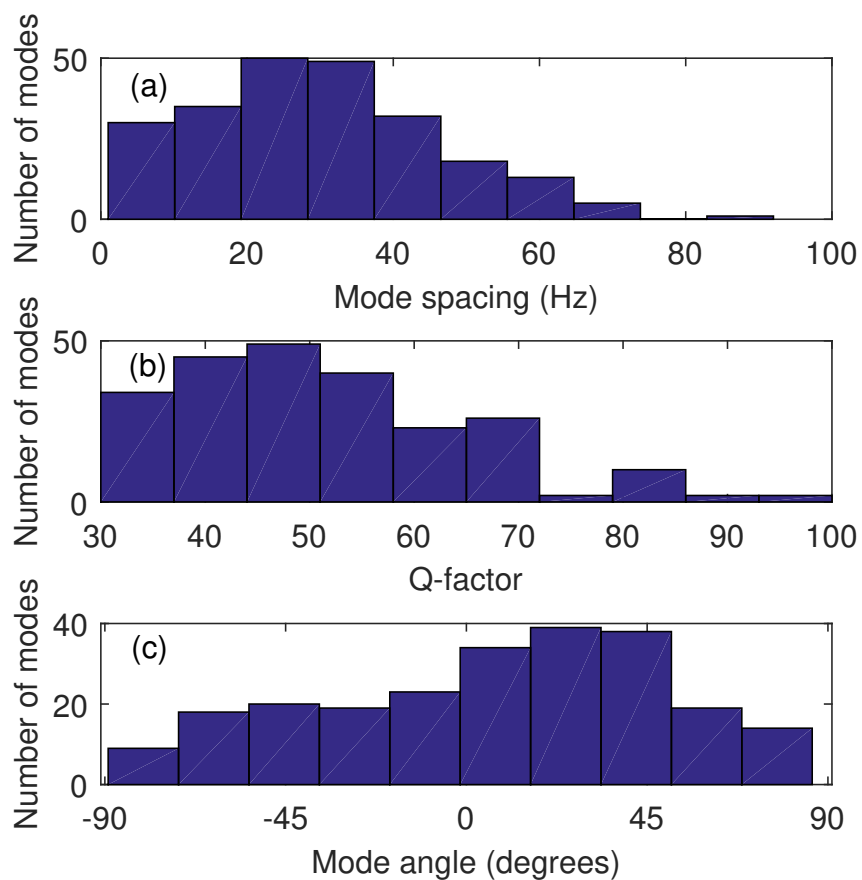 Number of modes
50
0
(a)
0 20 40 60 80 100
Mode spacing (Hz)
Number of modes
50
0
(b)
30 40 50 60 70 80 90 100
Q-factor
Number of modes
40
20
0
(c)
-90 -45 0 45 90
Mode angle (degrees)